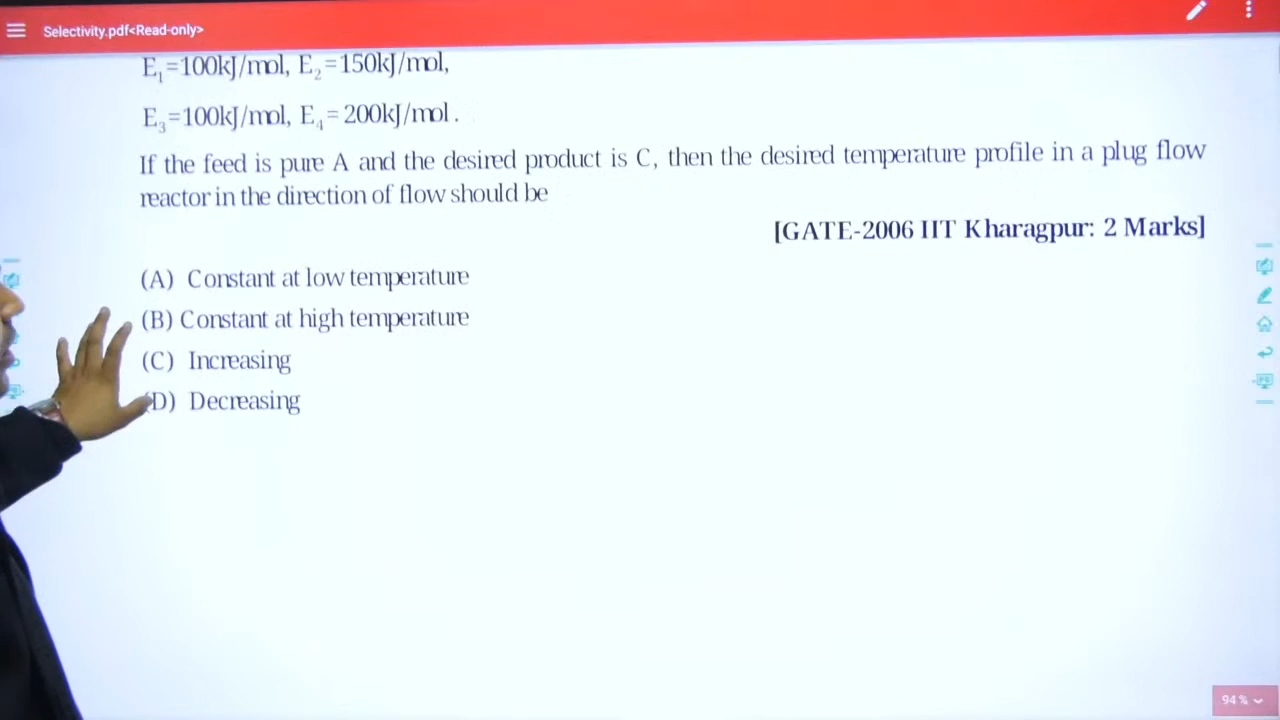 Selectivity.pdf<Read-only>
E₁=100kJ/mol, E₂=150kJ/mol,
E₃=100kJ/mol, E₄= 200kJ/mol.
If the feed is pure A and the desired product is C, then the desired temperature profile in a plug flow
reactor in the direction of flow should be
[GATE-2006 IIT Kharagpur: 2 Marks]
(A) Constant at low temperature
(B) Constant at high temperature
(C) Increasing
(D) Decreasing
94%